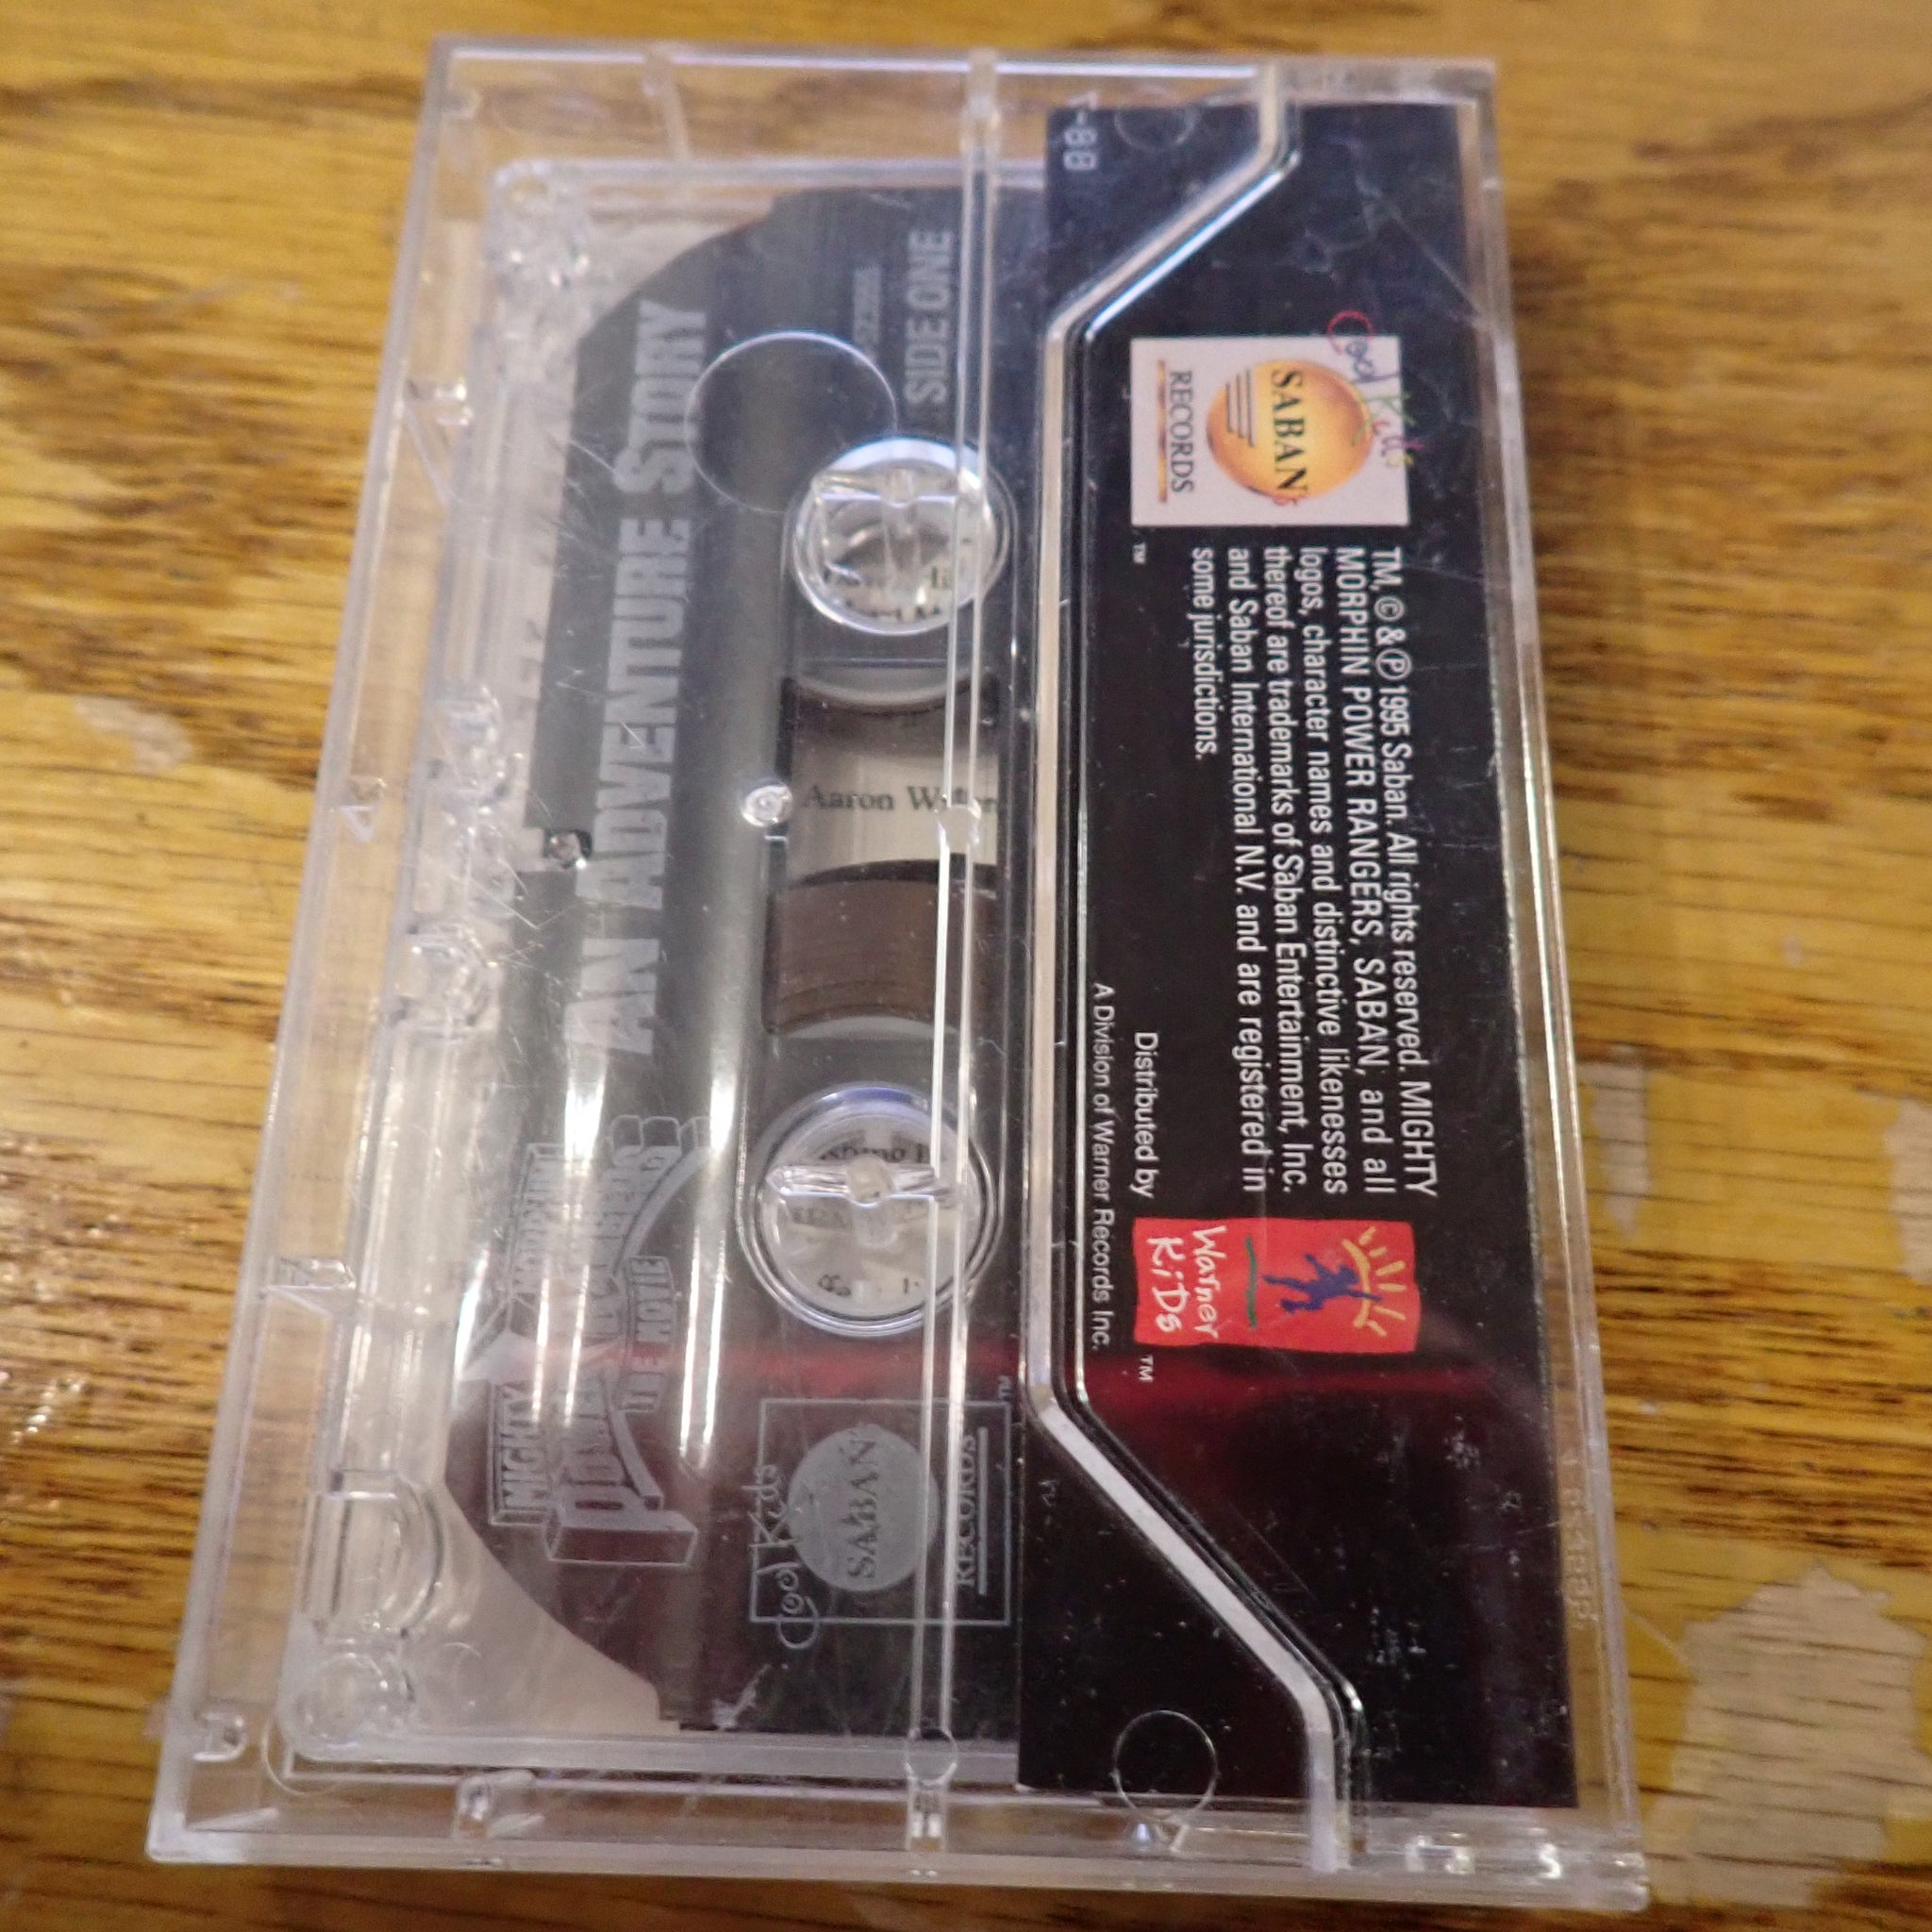 Cool Kids
SABAN's
RECORDS
TM
TM, © & ℗ 1995 Saban. All rights reserved. MIGHTY
MORPHIN POWER RANGERS, SABAN, and all
logos, character names and distinctive likenesses
thereof are trademarks of Saban Entertainment, Inc.
and Saban International N.V. and are registered in
some jurisdictions.
Distributed by
A Division of Warner Records Inc.
Warner
KiDs
TM
AN ADVENTURE STORY
SIDE ONE
Aaron
MIGHTY MORPHIN
POWER RANGERS
THE MOVIE
Cool Kids
SABAN's
RECORDS
TM